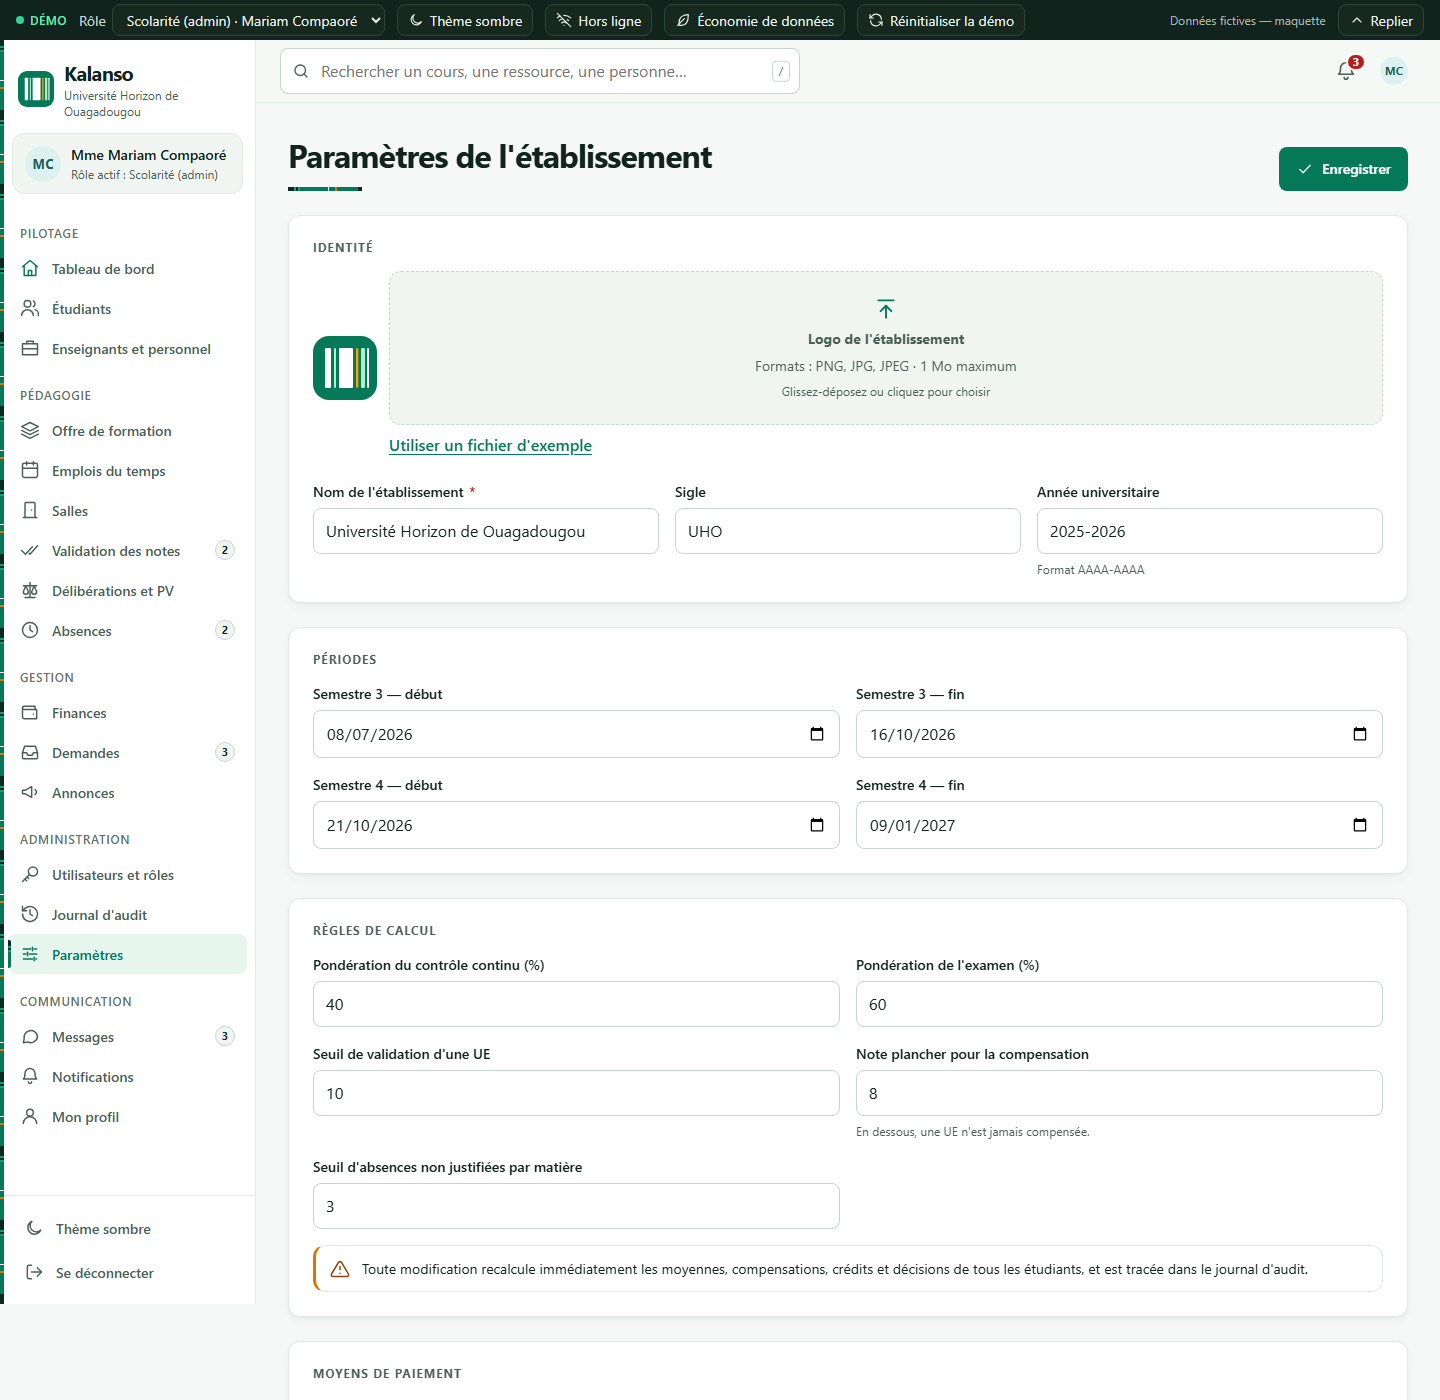 DÉMO Rôle Scolarité (admin) · Mariam Compaoré Thème sombre Hors ligne Économie de données Réinitialiser la démo Données fictives — maquette Replier
Kalanso
Université Horizon de
Ouagadougou
MC
Mme Mariam Compaoré
Rôle actif : Scolarité (admin)
PILOTAGE
Tableau de bord
Étudiants
Enseignants et personnel
PÉDAGOGIE
Offre de formation
Emplois du temps
Salles
Validation des notes 2
Délibérations et PV
Absences 2
GESTION
Finances
Demandes 3
Annonces
ADMINISTRATION
Utilisateurs et rôles
Journal d'audit
Paramètres
COMMUNICATION
Messages 3
Notifications
Mon profil
Thème sombre
Se déconnecter
Rechercher un cours, une ressource, une personne... /
3
MC
Paramètres de l'établissement
Enregistrer
IDENTITÉ
Logo de l'établissement
Formats : PNG, JPG, JPEG · 1 Mo maximum
Glissez-déposez ou cliquez pour choisir
Utiliser un fichier d'exemple
Nom de l'établissement * Sigle Année universitaire
Université Horizon de Ouagadougou UHO 2025-2026
Format AAAA-AAAA
PÉRIODES
Semestre 3 — début Semestre 3 — fin
08/07/2026 16/10/2026
Semestre 4 — début Semestre 4 — fin
21/10/2026 09/01/2027
RÈGLES DE CALCUL
Pondération du contrôle continu (%) Pondération de l'examen (%)
40 60
Seuil de validation d'une UE Note plancher pour la compensation
10 8
En dessous, une UE n'est jamais compensée.
Seuil d'absences non justifiées par matière
3
Toute modification recalcule immédiatement les moyennes, compensations, crédits et décisions de tous les étudiants, et est tracée dans le journal d'audit.
MOYENS DE PAIEMENT